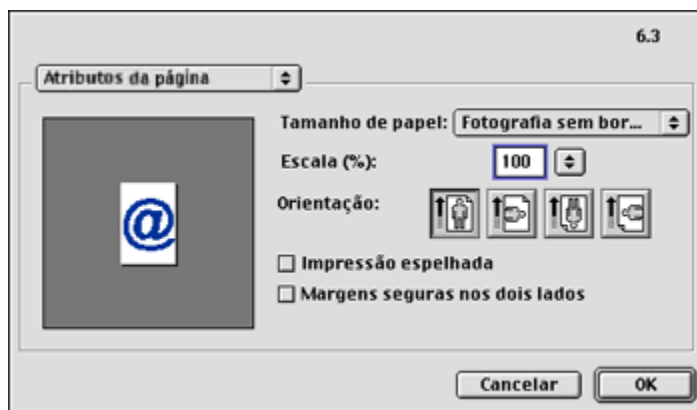 6.3
Atributos da página
Tamanho de papel: Fotografia sem bor...
Escala (%): 100
Orientação:
@
Impressão espelhada
Margens seguras nos dois lados
Cancelar OK